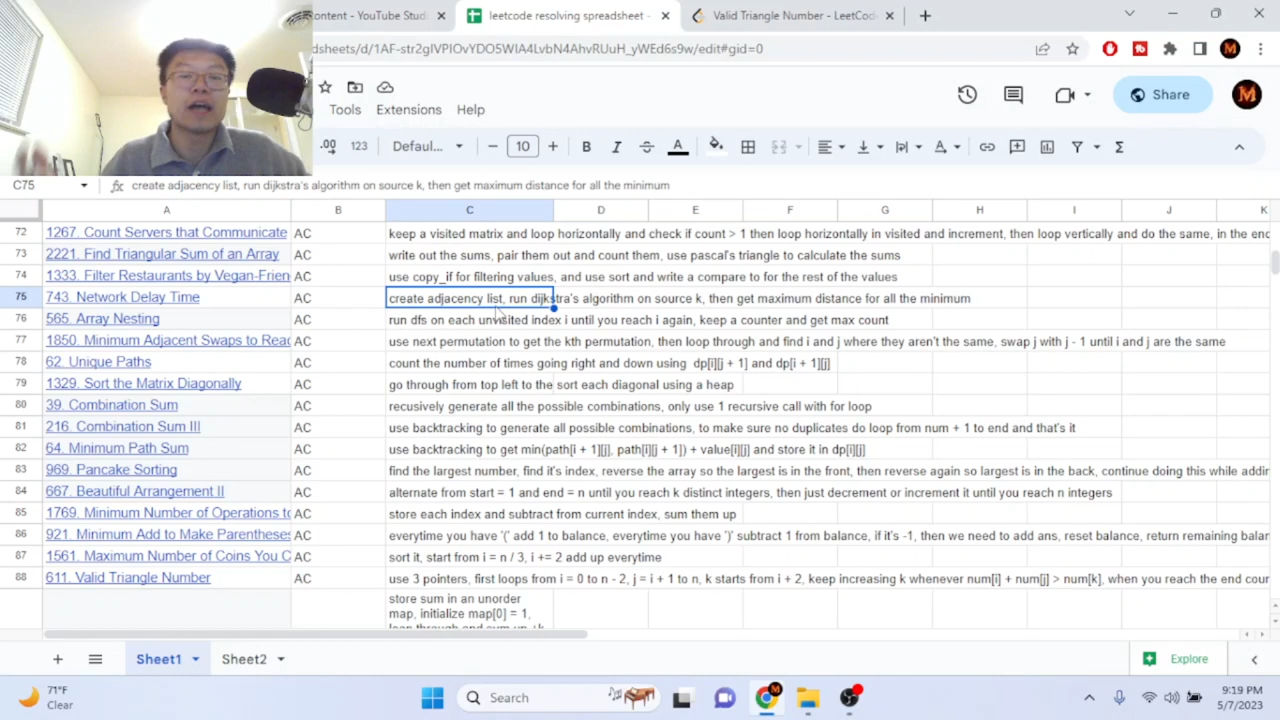 ontent - YouTube Studi
leetcode resolving spreadsheet -
Valid Triangle Number - LeetCod
dsheets/d/1AF-str2gIVPIOvYDO5WIA4LvbN4AhvRUuH_yWEd6s9w/edit#gid=0
M
Tools Extensions Help
Share
M
.00 123 Defaul... 10 B I A
C75 fx create adjacency list, run dijkstra's algorithm on source k, then get maximum distance for all the minimum
A B C D E F G H I J K
72 1267. Count Servers that Communicate AC keep a visited matrix and loop horizontally and check if count > 1 then loop horizontally in visited and increment, then loop vertically and do the same, in the end
73 2221. Find Triangular Sum of an Array AC write out the sums, pair them out and count them, use pascal's triangle to calculate the sums
74 1333. Filter Restaurants by Vegan-Frien AC use copy_if for filtering values, and use sort and write a compare to for the rest of the values
75 743. Network Delay Time AC create adjacency list, run dijkstra's algorithm on source k, then get maximum distance for all the minimum
76 565. Array Nesting AC run dfs on each unvisited index i until you reach i again, keep a counter and get max count
77 1850. Minimum Adjacent Swaps to Reac AC use next permutation to get the kth permutation, then loop through and find i and j where they aren't the same, swap j with j - 1 until i and j are the same
78 62. Unique Paths AC count the number of times going right and down using dp[i][j + 1] and dp[i + 1][j]
79 1329. Sort the Matrix Diagonally AC go through from top left to the sort each diagonal using a heap
80 39. Combination Sum AC recusively generate all the possible combinations, only use 1 recursive call with for loop
81 216. Combination Sum III AC use backtracking to generate all possible combinations, to make sure no duplicates do loop from num + 1 to end and that's it
82 64. Minimum Path Sum AC use backtracking to get min(path[i + 1][j], path[i][j + 1]) + value[i][j] and store it in dp[i][j]
83 969. Pancake Sorting AC find the largest number, find it's index, reverse the array so the largest is in the front, then reverse again so largest is in the back, continue doing this while addin
84 667. Beautiful Arrangement II AC alternate from start = 1 and end = n until you reach k distinct integers, then just decrement or increment it until you reach n integers
85 1769. Minimum Number of Operations to AC store each index and subtract from current index, sum them up
86 921. Minimum Add to Make Parentheses AC everytime you have '(' add 1 to balance, everytime you have ')' subtract 1 from balance, if it's -1, then we need to add ans, reset balance, return remaining balan
87 1561. Maximum Number of Coins You C AC sort it, start from i = n / 3, i += 2 add up everytime
88 611. Valid Triangle Number AC use 3 pointers, first loops from i = 0 to n - 2, j = i + 1 to n, k starts from i + 2, keep increasing k whenever num[i] + num[j] > num[k], when you reach the end coun
store sum in an unorder
map, initialize map[0] = 1,
Sheet1 Sheet2 Explore
71°F
Clear
Search
9:19 PM
5/7/2023